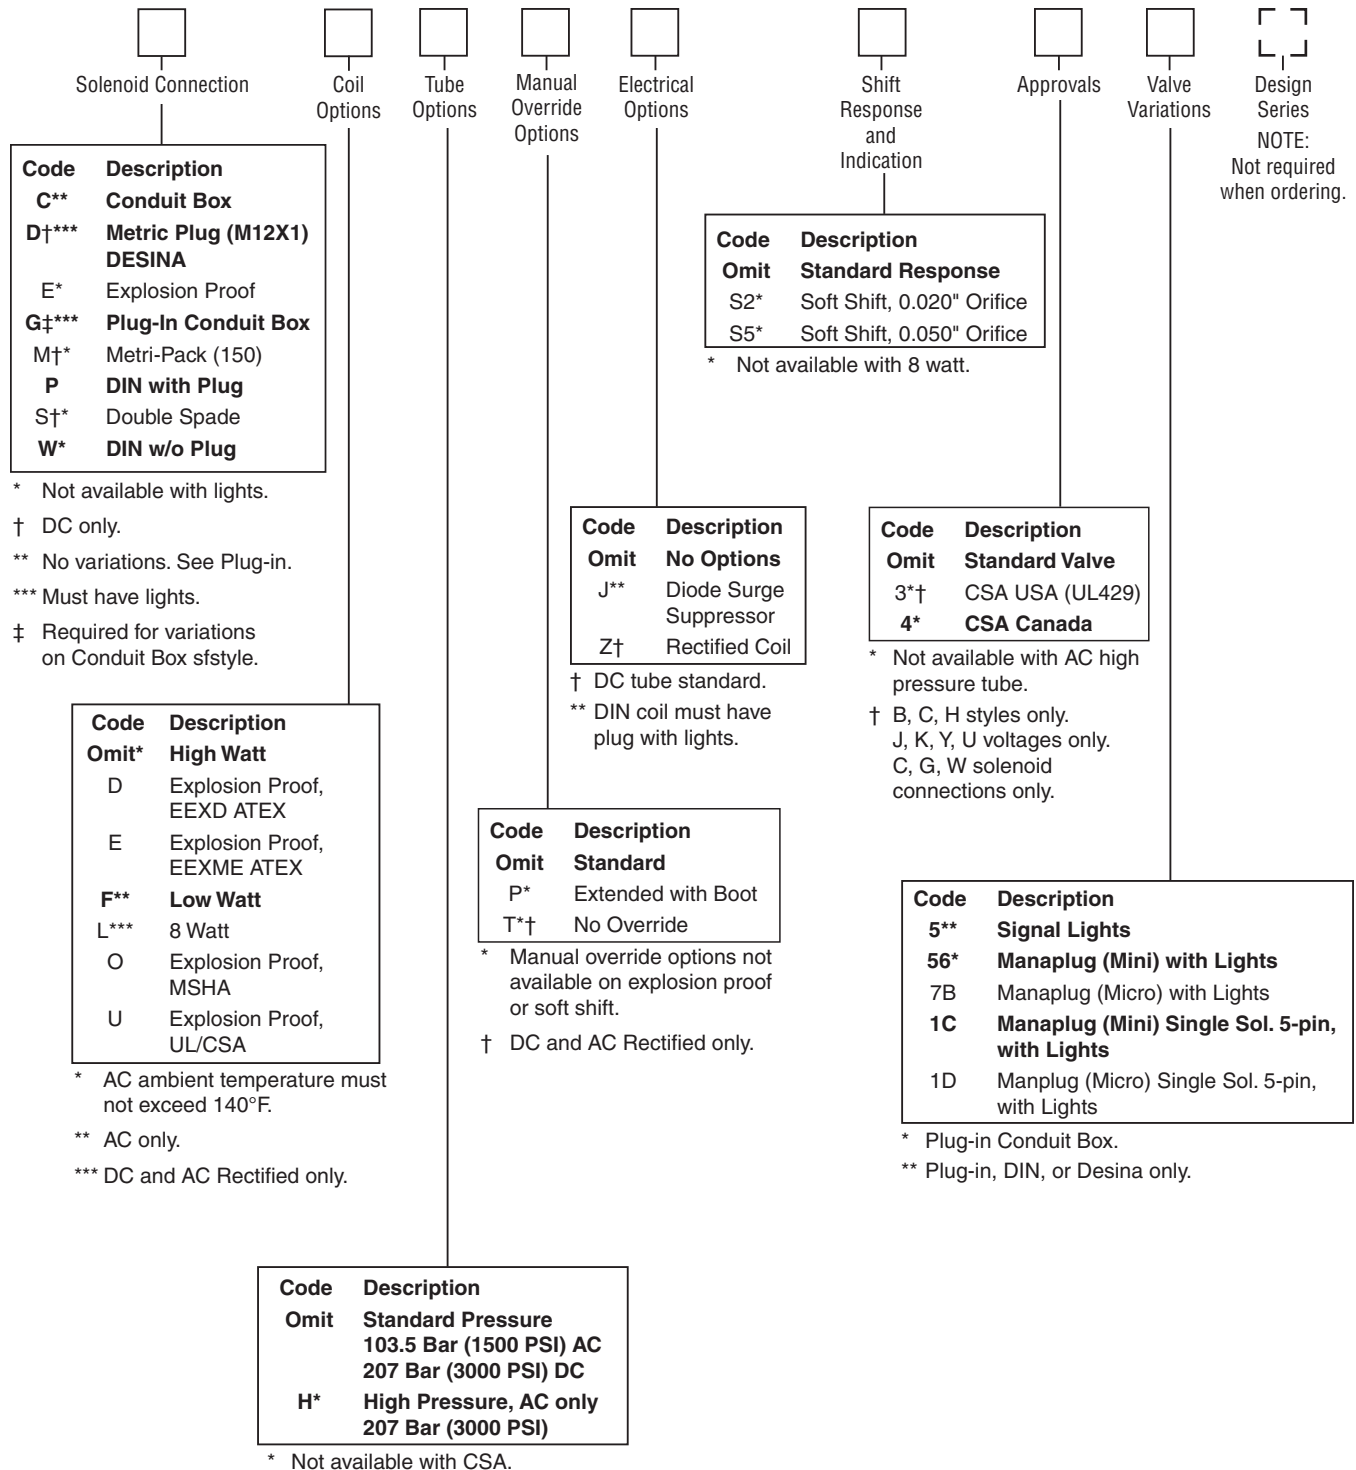 Solenoid Connection
Coil
Options
Tube
Options
Manual
Override
Options
Electrical
Options
Shift
Response
and
Indication
Approvals
Valve
Variations
Design
Series
NOTE:
Not required
when ordering.
Code Description
C** Conduit Box
D†*** Metric Plug (M12X1)
DESINA
E* Explosion Proof
G‡*** Plug-In Conduit Box
M†* Metri-Pack (150)
P DIN with Plug
S†* Double Spade
W* DIN w/o Plug
* Not available with lights.
† DC only.
** No variations. See Plug-in.
*** Must have lights.
‡ Required for variations
on Conduit Box sfstyle.
Code Description
Omit Standard Response
S2* Soft Shift, 0.020" Orifice
S5* Soft Shift, 0.050" Orifice
* Not available with 8 watt.
Code Description
Omit No Options
J** Diode Surge
Suppressor
Z† Rectified Coil
† DC tube standard.
** DIN coil must have
plug with lights.
Code Description
Omit Standard Valve
3*† CSA USA (UL429)
4* CSA Canada
* Not available with AC high
pressure tube.
† B, C, H styles only.
J, K, Y, U voltages only.
C, G, W solenoid
connections only.
Code Description
Omit* High Watt
D Explosion Proof,
EEXD ATEX
E Explosion Proof,
EEXME ATEX
F** Low Watt
L*** 8 Watt
O Explosion Proof,
MSHA
U Explosion Proof,
UL/CSA
* AC ambient temperature must
not exceed 140°F.
** AC only.
*** DC and AC Rectified only.
Code Description
Omit Standard
P* Extended with Boot
T*† No Override
* Manual override options not
available on explosion proof
or soft shift.
† DC and AC Rectified only.
Code Description
5** Signal Lights
56* Manaplug (Mini) with Lights
7B Manaplug (Micro) with Lights
1C Manaplug (Mini) Single Sol. 5-pin,
with Lights
1D Manplug (Micro) Single Sol. 5-pin,
with Lights
* Plug-in Conduit Box.
** Plug-in, DIN, or Desina only.
Code Description
Omit Standard Pressure
103.5 Bar (1500 PSI) AC
207 Bar (3000 PSI) DC
H* High Pressure, AC only
207 Bar (3000 PSI)
* Not available with CSA.